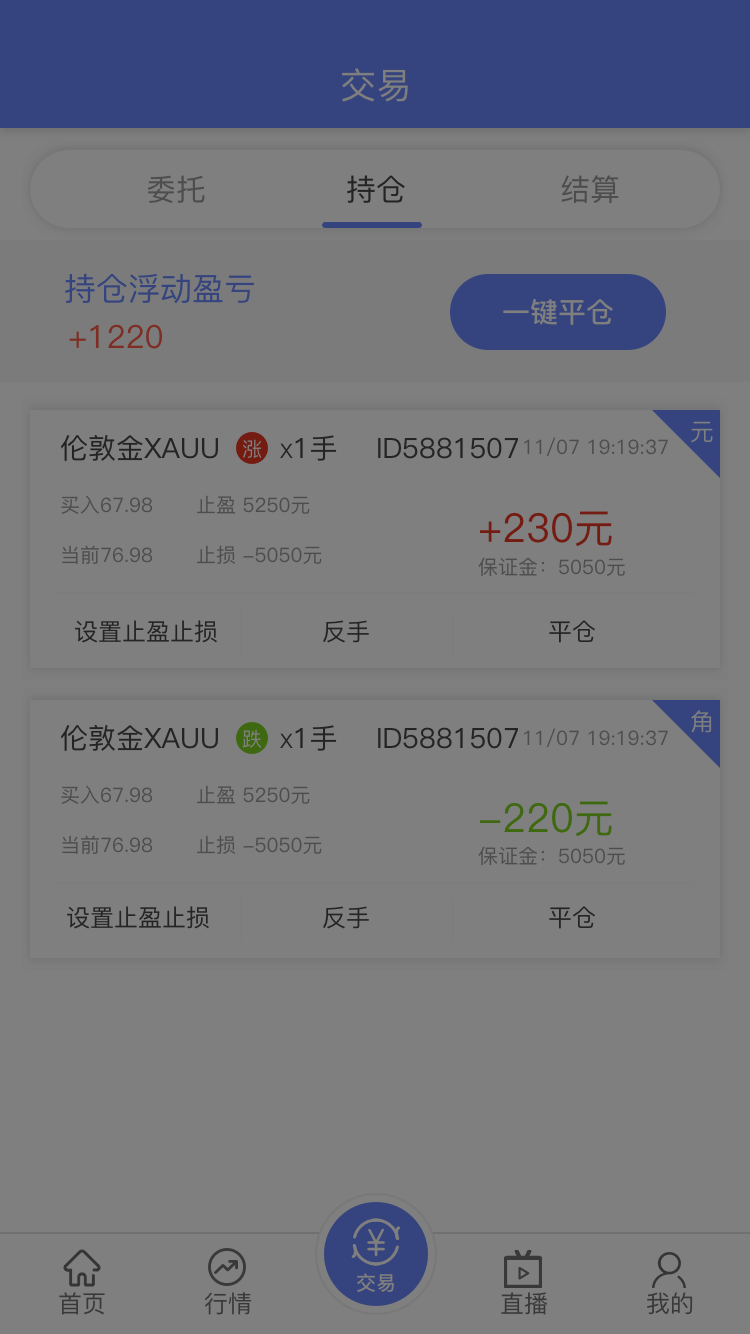 交易
委托 持仓 结算
持仓浮动盈亏
+1220
一键平仓
元
伦敦金XAUU 涨 x1手 ID5881507 11/07 19:19:37
买入67.98 止盈 5250元
+230元
当前76.98 止损 -5050元
保证金：5050元
设置止盈止损 反手 平仓
角
伦敦金XAUU 跌 x1手 ID5881507 11/07 19:19:37
买入67.98 止盈 5250元
-220元
当前76.98 止损 -5050元
保证金：5050元
设置止盈止损 反手 平仓
¥
首页 行情 交易 直播 我的